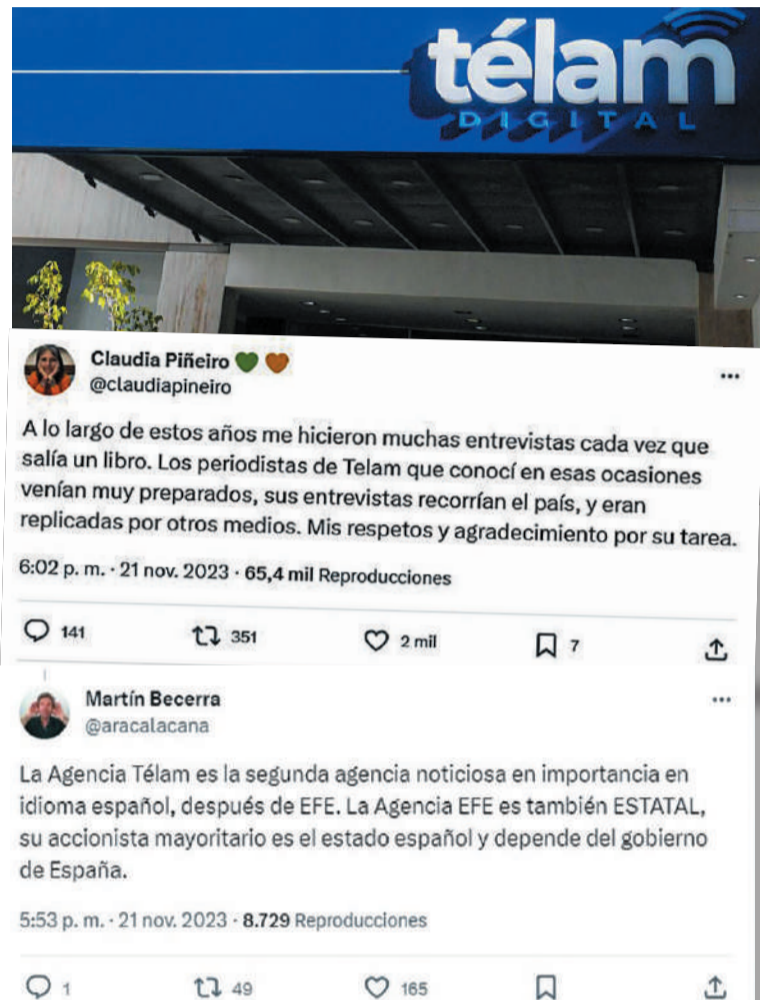 télam
DIGITAL
Claudia Piñeiro 💚 🧡
@claudiapineiro
A lo largo de estos años me hicieron muchas entrevistas cada vez que
salía un libro. Los periodistas de Telam que conocí en esas ocasiones
venían muy preparados, sus entrevistas recorrían el país, y eran
replicadas por otros medios. Mis respetos y agradecimiento por su tarea.
6:02 p. m. · 21 nov. 2023 · 65,4 mil Reproducciones
141 351 2 mil 7
Martín Becerra
@aracalacana
La Agencia Télam es la segunda agencia noticiosa en importancia en
idioma español, después de EFE. La Agencia EFE es también ESTATAL,
su accionista mayoritario es el estado español y depende del gobierno
de España.
5:53 p. m. · 21 nov. 2023 · 8.729 Reproducciones
1 49 165